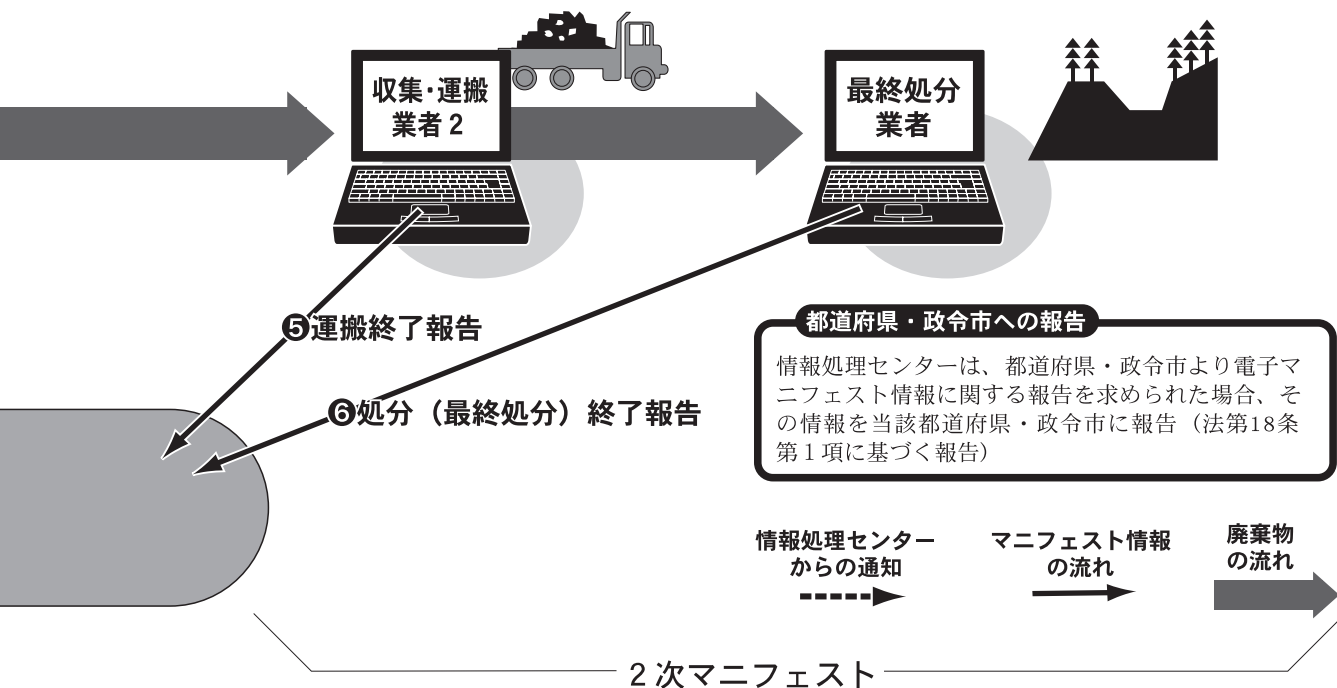 収集・運搬
業者2
最終処分
業者
❺運搬終了報告
❻処分（最終処分）終了報告
都道府県・政令市への報告
情報処理センターは、都道府県・政令市より電子マ
ニフェスト情報に関する報告を求められた場合、そ
の情報を当該都道府県・政令市に報告（法第18条
第１項に基づく報告）
情報処理センター
からの通知
マニフェスト情報
の流れ
廃棄物
の流れ
２次マニフェスト